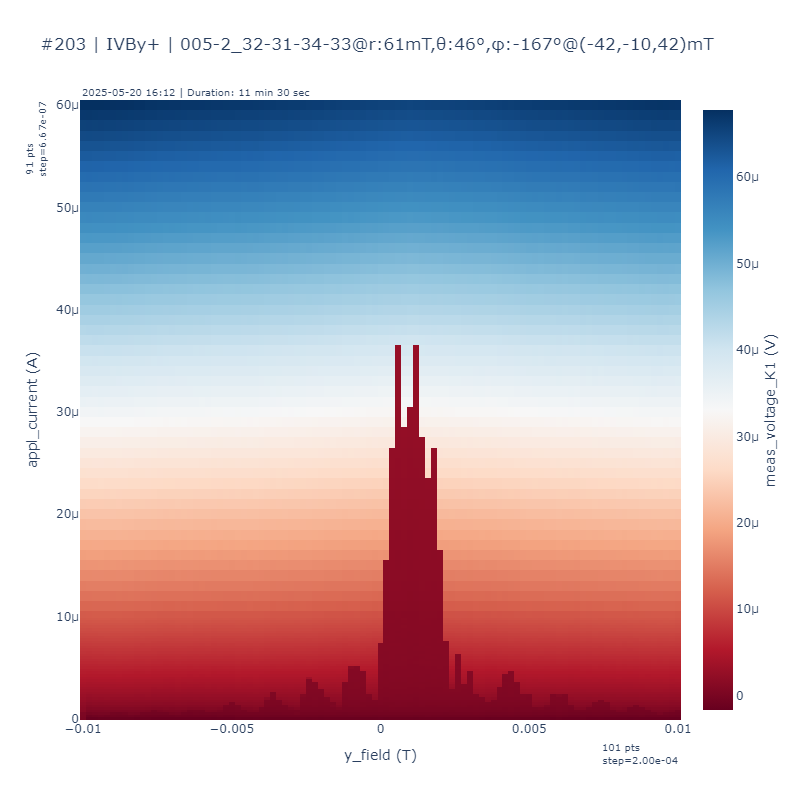 #203 | IVBy+ | 005-2_32-31-34-33@r:61mT,θ:46°,φ:-167°@(-42,-10,42)mT
2025-05-20 16:12 | Duration: 11 min 30 sec
91 pts
step=6.67e-07
60μ
50μ
40μ
30μ
20μ
10μ
0
appl_current (A)
−0.01
−0.005
0
0.005
0.01
y_field (T)
101 pts
step=2.00e-04
60μ
50μ
40μ
30μ
20μ
10μ
0
meas_voltage_K1 (V)